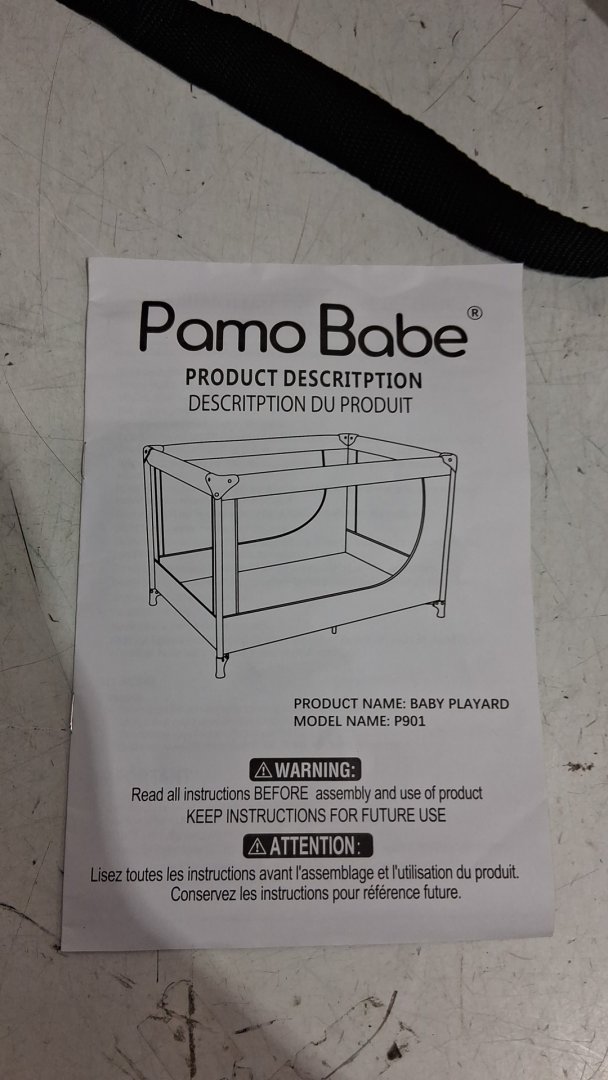 Pamo Babe®
PRODUCT DESCRITPTION
DESCRITPTION DU PRODUIT
PRODUCT NAME: BABY PLAYARD
MODEL NAME: P901
⚠WARNING:
Read all instructions BEFORE assembly and use of product
KEEP INSTRUCTIONS FOR FUTURE USE
⚠ATTENTION:
Lisez toutes les instructions avant l'assemblage et l'utilisation du produit.
Conservez les instructions pour référence future.